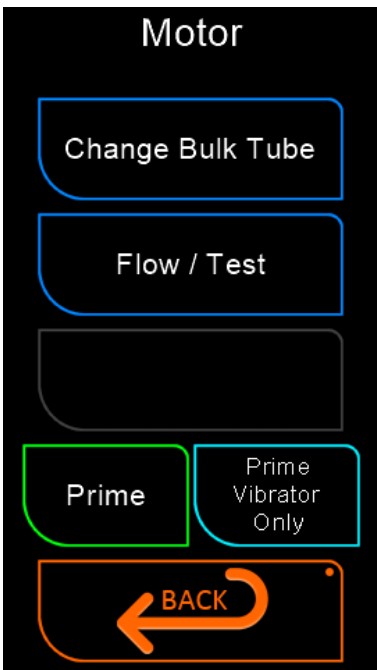 Motor
Change Bulk Tube
Flow / Test
Prime
Prime
Vibrator
Only
BACK